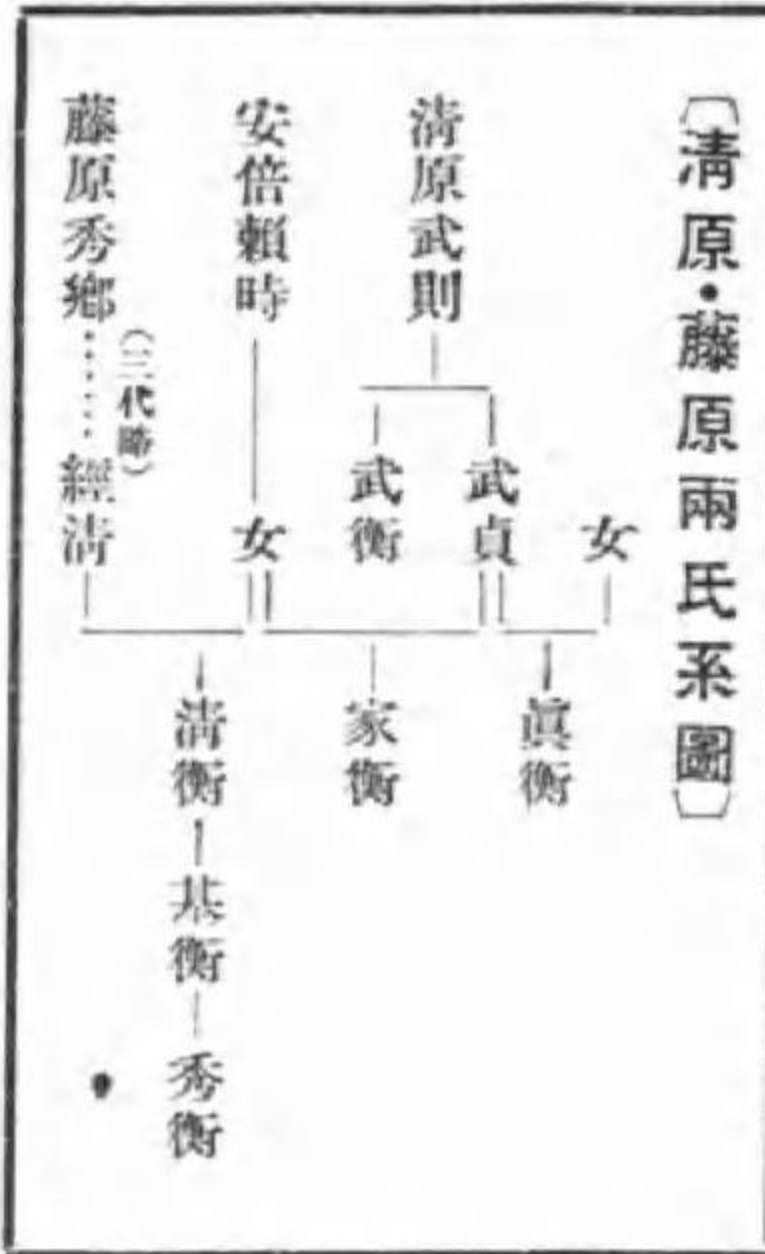 〔清原・藤原兩氏系圖〕
女
眞衡
淸原武則
武貞
武衡
家衡
安倍賴時
女
淸衡
基衡
秀衡
藤原秀鄕
(三代略)
經淸